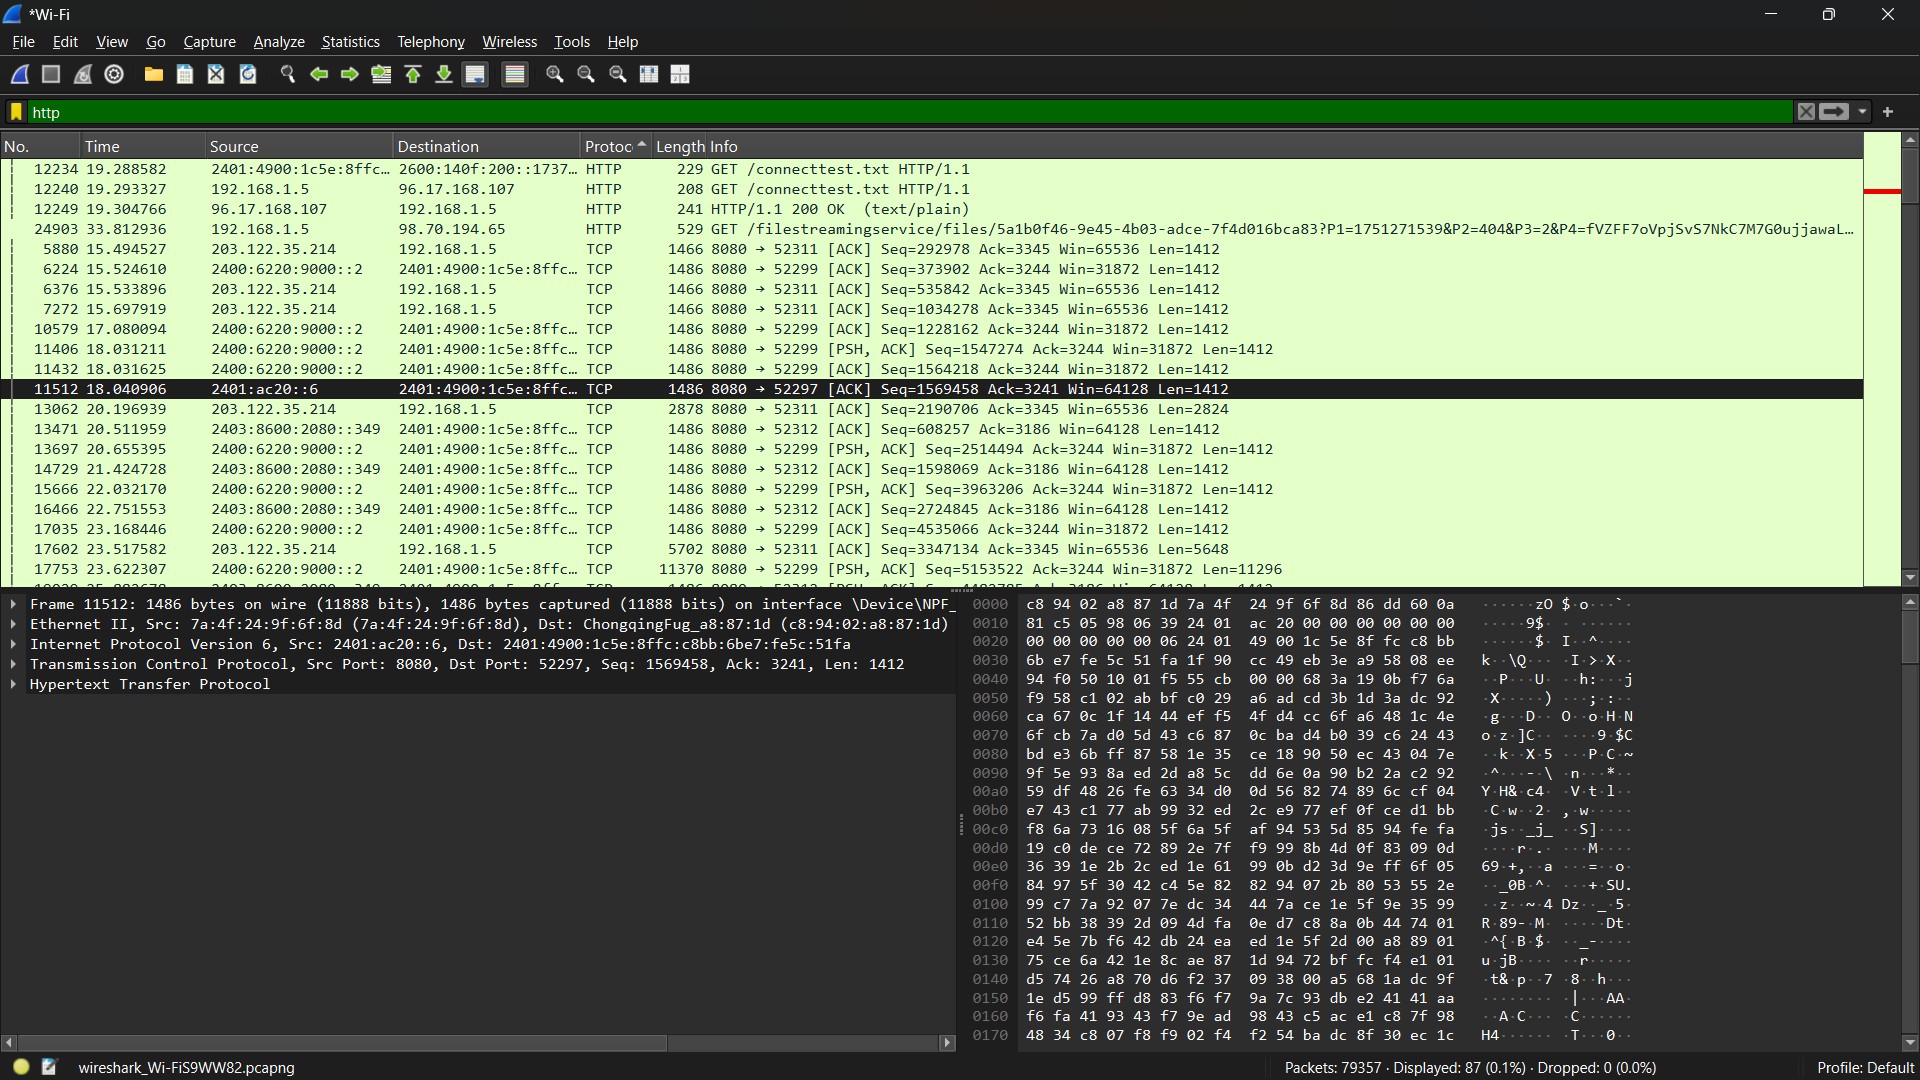 *Wi-Fi
File Edit View Go Capture Analyze Statistics Telephony Wireless Tools Help
http
No. Time Source Destination Protoc Length Info
12234 19.288582 2401:4900:1c5e:8ffc… 2600:140f:200::1737… HTTP 229 GET /connecttest.txt HTTP/1.1
12240 19.293327 192.168.1.5 96.17.168.107 HTTP 208 GET /connecttest.txt HTTP/1.1
12249 19.304766 96.17.168.107 192.168.1.5 HTTP 241 HTTP/1.1 200 OK (text/plain)
24903 33.812936 192.168.1.5 98.70.194.65 HTTP 529 GET /filestreamingservice/files/5a1b0f46-9e45-4b03-adce-7f4d016bca83?P1=1751271539&P2=404&P3=2&P4=fVZFF7oVpjSvS7NkC7M7G0ujjawaL…
5880 15.494527 203.122.35.214 192.168.1.5 TCP 1466 8080 → 52311 [ACK] Seq=292978 Ack=3345 Win=65536 Len=1412
6224 15.524610 2400:6220:9000::2 2401:4900:1c5e:8ffc… TCP 1486 8080 → 52299 [ACK] Seq=373902 Ack=3244 Win=31872 Len=1412
6376 15.533896 203.122.35.214 192.168.1.5 TCP 1466 8080 → 52311 [ACK] Seq=535842 Ack=3345 Win=65536 Len=1412
7272 15.697919 203.122.35.214 192.168.1.5 TCP 1466 8080 → 52311 [ACK] Seq=1034278 Ack=3345 Win=65536 Len=1412
10579 17.080094 2400:6220:9000::2 2401:4900:1c5e:8ffc… TCP 1486 8080 → 52299 [ACK] Seq=1228162 Ack=3244 Win=31872 Len=1412
11406 18.031211 2400:6220:9000::2 2401:4900:1c5e:8ffc… TCP 1486 8080 → 52299 [PSH, ACK] Seq=1547274 Ack=3244 Win=31872 Len=1412
11432 18.031625 2400:6220:9000::2 2401:4900:1c5e:8ffc… TCP 1486 8080 → 52299 [ACK] Seq=1564218 Ack=3244 Win=31872 Len=1412
11512 18.040906 2401:ac20::6 2401:4900:1c5e:8ffc… TCP 1486 8080 → 52297 [ACK] Seq=1569458 Ack=3241 Win=64128 Len=1412
13062 20.196939 203.122.35.214 192.168.1.5 TCP 2878 8080 → 52311 [ACK] Seq=2190706 Ack=3345 Win=65536 Len=2824
13471 20.511959 2403:8600:2080::349 2401:4900:1c5e:8ffc… TCP 1486 8080 → 52312 [ACK] Seq=608257 Ack=3186 Win=64128 Len=1412
13697 20.655395 2400:6220:9000::2 2401:4900:1c5e:8ffc… TCP 1486 8080 → 52299 [PSH, ACK] Seq=2514494 Ack=3244 Win=31872 Len=1412
14729 21.424728 2403:8600:2080::349 2401:4900:1c5e:8ffc… TCP 1486 8080 → 52312 [ACK] Seq=1598069 Ack=3186 Win=64128 Len=1412
15666 22.032170 2400:6220:9000::2 2401:4900:1c5e:8ffc… TCP 1486 8080 → 52299 [PSH, ACK] Seq=3963206 Ack=3244 Win=31872 Len=1412
16466 22.751553 2403:8600:2080::349 2401:4900:1c5e:8ffc… TCP 1486 8080 → 52312 [ACK] Seq=2724845 Ack=3186 Win=64128 Len=1412
17035 23.168446 2400:6220:9000::2 2401:4900:1c5e:8ffc… TCP 1486 8080 → 52299 [ACK] Seq=4535066 Ack=3244 Win=31872 Len=1412
17602 23.517582 203.122.35.214 192.168.1.5 TCP 5702 8080 → 52311 [ACK] Seq=3347134 Ack=3345 Win=65536 Len=5648
17753 23.622307 2400:6220:9000::2 2401:4900:1c5e:8ffc… TCP 11370 8080 → 52299 [PSH, ACK] Seq=5153522 Ack=3244 Win=31872 Len=11296
Frame 11512: 1486 bytes on wire (11888 bits), 1486 bytes captured (11888 bits) on interface \Device\NPF_
Ethernet II, Src: 7a:4f:24:9f:6f:8d (7a:4f:24:9f:6f:8d), Dst: ChongqingFug_a8:87:1d (c8:94:02:a8:87:1d)
Internet Protocol Version 6, Src: 2401:ac20::6, Dst: 2401:4900:1c5e:8ffc:c8bb:6be7:fe5c:51fa
Transmission Control Protocol, Src Port: 8080, Dst Port: 52297, Seq: 1569458, Ack: 3241, Len: 1412
Hypertext Transfer Protocol
0000 c8 94 02 a8 87 1d 7a 4f 24 9f 6f 8d 86 dd 60 0a ······zO $·o···`·
0010 81 c5 05 98 06 39 24 01 ac 20 00 00 00 00 00 00 ·····9$· · ······
0020 00 00 00 00 00 06 24 01 49 00 1c 5e 8f fc c8 bb ······$· I··^····
0030 6b e7 fe 5c 51 fa 1f 90 cc 49 eb 3e a9 58 08 ee k··\Q··· ·I·>·X··
0040 94 f0 50 10 01 f5 55 cb 00 00 68 3a 19 0b f7 6a ··P···U· ··h:···j
0050 f9 58 c1 02 ab bf c0 29 a6 ad cd 3b 1d 3a dc 92 ·X·····) ···;·:··
0060 ca 67 0c 1f 14 44 ef f5 4f d4 cc 6f a6 48 1c 4e ·g···D·· O··o·H·N
0070 6f cb 7a d0 5d 43 c6 87 0c ba d4 b0 39 c6 24 43 o·z·]C·· ····9·$C
0080 bd e3 6b ff 87 58 1e 35 ce 18 90 50 ec 43 04 7e ··k··X·5 ···P·C·~
0090 9f 5e 93 8a ed 2d a8 5c dd 6e 0a 90 b2 2a c2 92 ·^···-·\ ·n···*··
00a0 59 df 48 26 fe 63 34 d0 0d 56 82 74 89 6c cf 04 Y·H&·c4· ·V·t·l··
00b0 e7 43 c1 77 ab 99 32 ed 2c e9 77 ef 0f ce d1 bb ·C·w··2· ,·w·····
00c0 f8 6a 73 16 08 5f 6a 5f af 94 53 5d 85 94 fe fa ·js··_j_ ··S]····
00d0 19 c0 de ce 72 89 2e 7f f9 99 8b 4d 0f 83 09 0d ····r·.· ···M····
00e0 36 39 1e 2b 2c ed 1e 61 99 0b d2 3d 9e ff 6f 05 69·+,··a ···=··o·
00f0 84 97 5f 30 42 c4 5e 82 82 94 07 2b 80 53 55 2e ··_0B·^· ···+·SU.
0100 99 c7 7a 92 07 7e dc 34 44 7a ce 1e 5f 9e 35 99 ··z··~·4 Dz··_·5·
0110 52 bb 38 39 2d 09 4d fa 0e d7 c8 8a 0b 44 74 01 R·89-·M· ·····Dt·
0120 e4 5e 7b f6 42 db 24 ea ed 1e 5f 2d 00 a8 89 01 ·^{·B·$· ··_-····
0130 75 ce 6a 42 1e 8c ae 87 1d 94 72 bf fc f4 e1 01 u·jB···· ··r·····
0140 d5 74 26 a8 70 d6 f2 37 09 38 00 a5 68 1a dc 9f ·t&·p··7 ·8··h···
0150 1e d5 99 ff d8 83 f6 f7 9a 7c 93 db e2 41 41 aa ········ ·|···AA·
0160 f6 fa 41 93 43 f7 9e ad 98 43 c5 ac e1 c8 7f 98 ··A·C··· ·C······
0170 48 34 c8 07 f8 f9 02 f4 f2 54 ba dc 8f 30 ec 1c H4······ ·T···0··
wireshark_Wi-FiS9WW82.pcapng
Packets: 79357 · Displayed: 87 (0.1%) · Dropped: 0 (0.0%)
Profile: Default